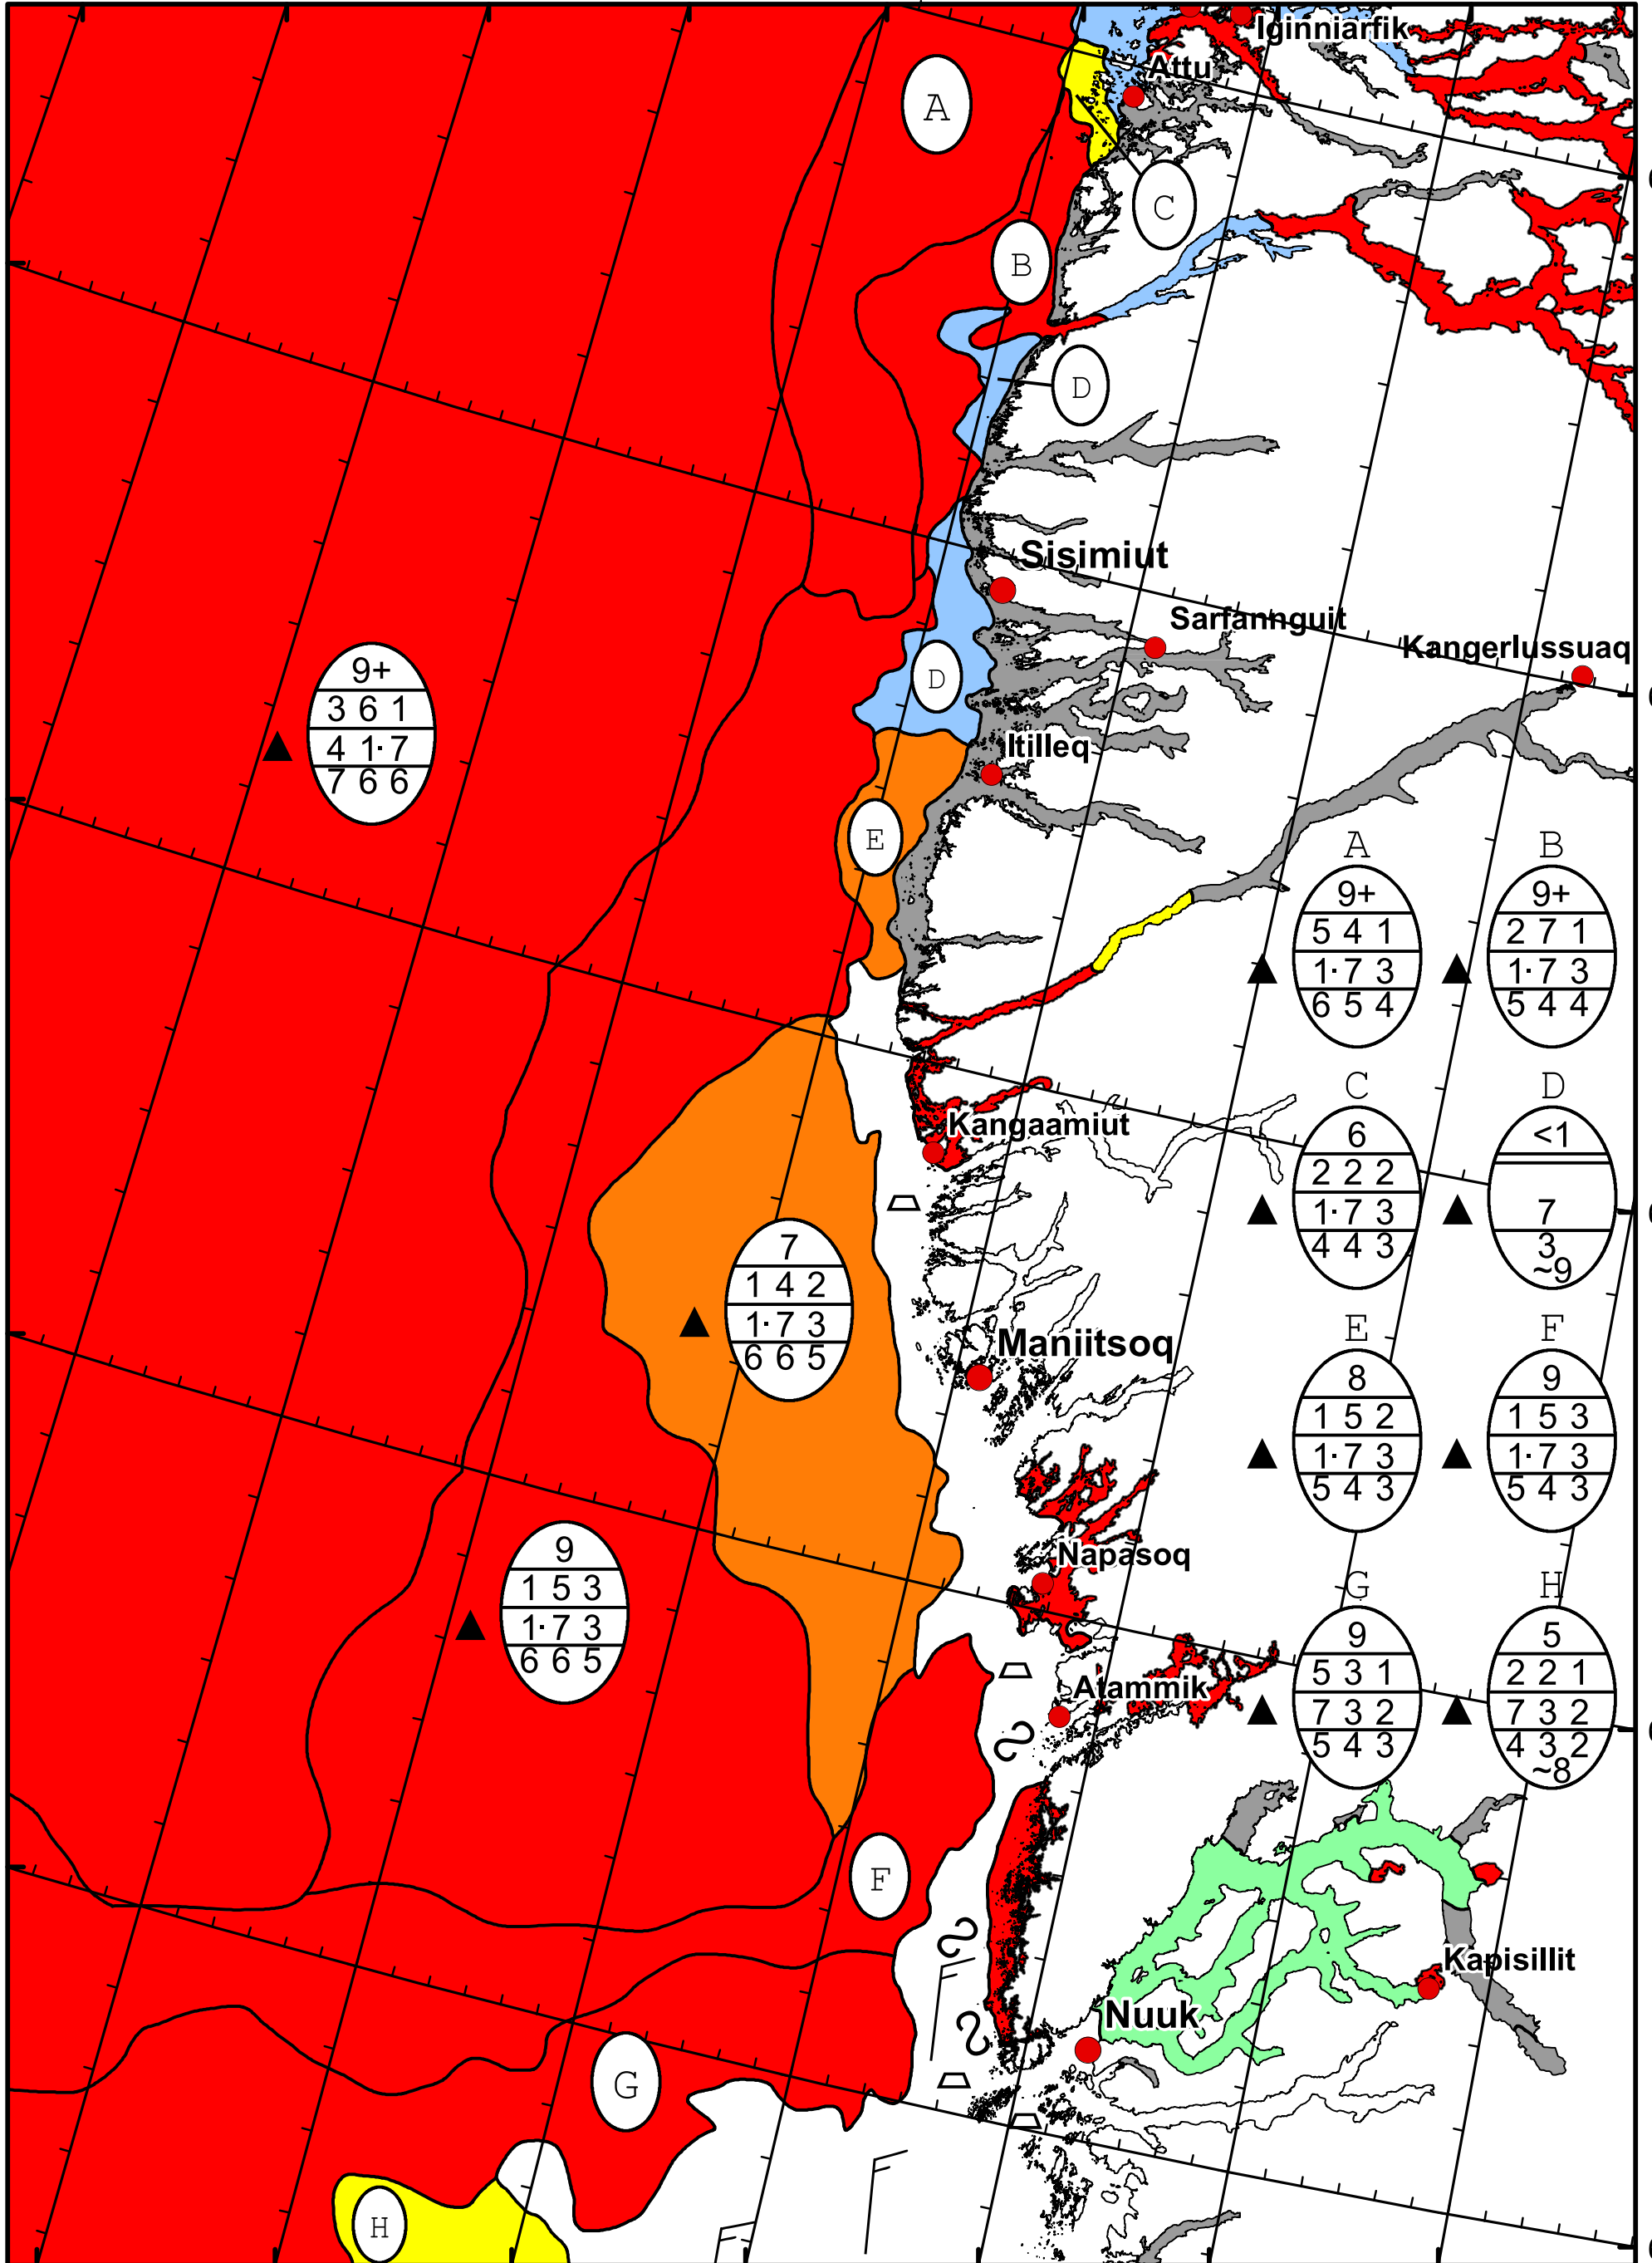 Iginniarfik
Attu
A
C
B
D
Sisimiut
Sarfannguit
Kangerlussuaq
D
9+
3 6 1
4 1· 7
7 6 6
Itilleq
E
A
9+
5 4 1
1· 7 3
6 5 4
B
9+
2 7 1
1· 7 3
5 4 4
Kangaamiut
C
6
2 2 2
1· 7 3
4 4 3
D
<1
7
3
~9
7
1 4 2
1· 7 3
6 6 5
Maniitsoq
E
8
1 5 2
1· 7 3
5 4 3
F
9
1 5 3
1· 7 3
5 4 3
9
1 5 3
1· 7 3
6 6 5
Napasoq
Atammik
G
9
5 3 1
7 3 2
5 4 3
H
5
2 2 1
7 3 2
4 3 2
~8
F
Kapisillit
Nuuk
G
H